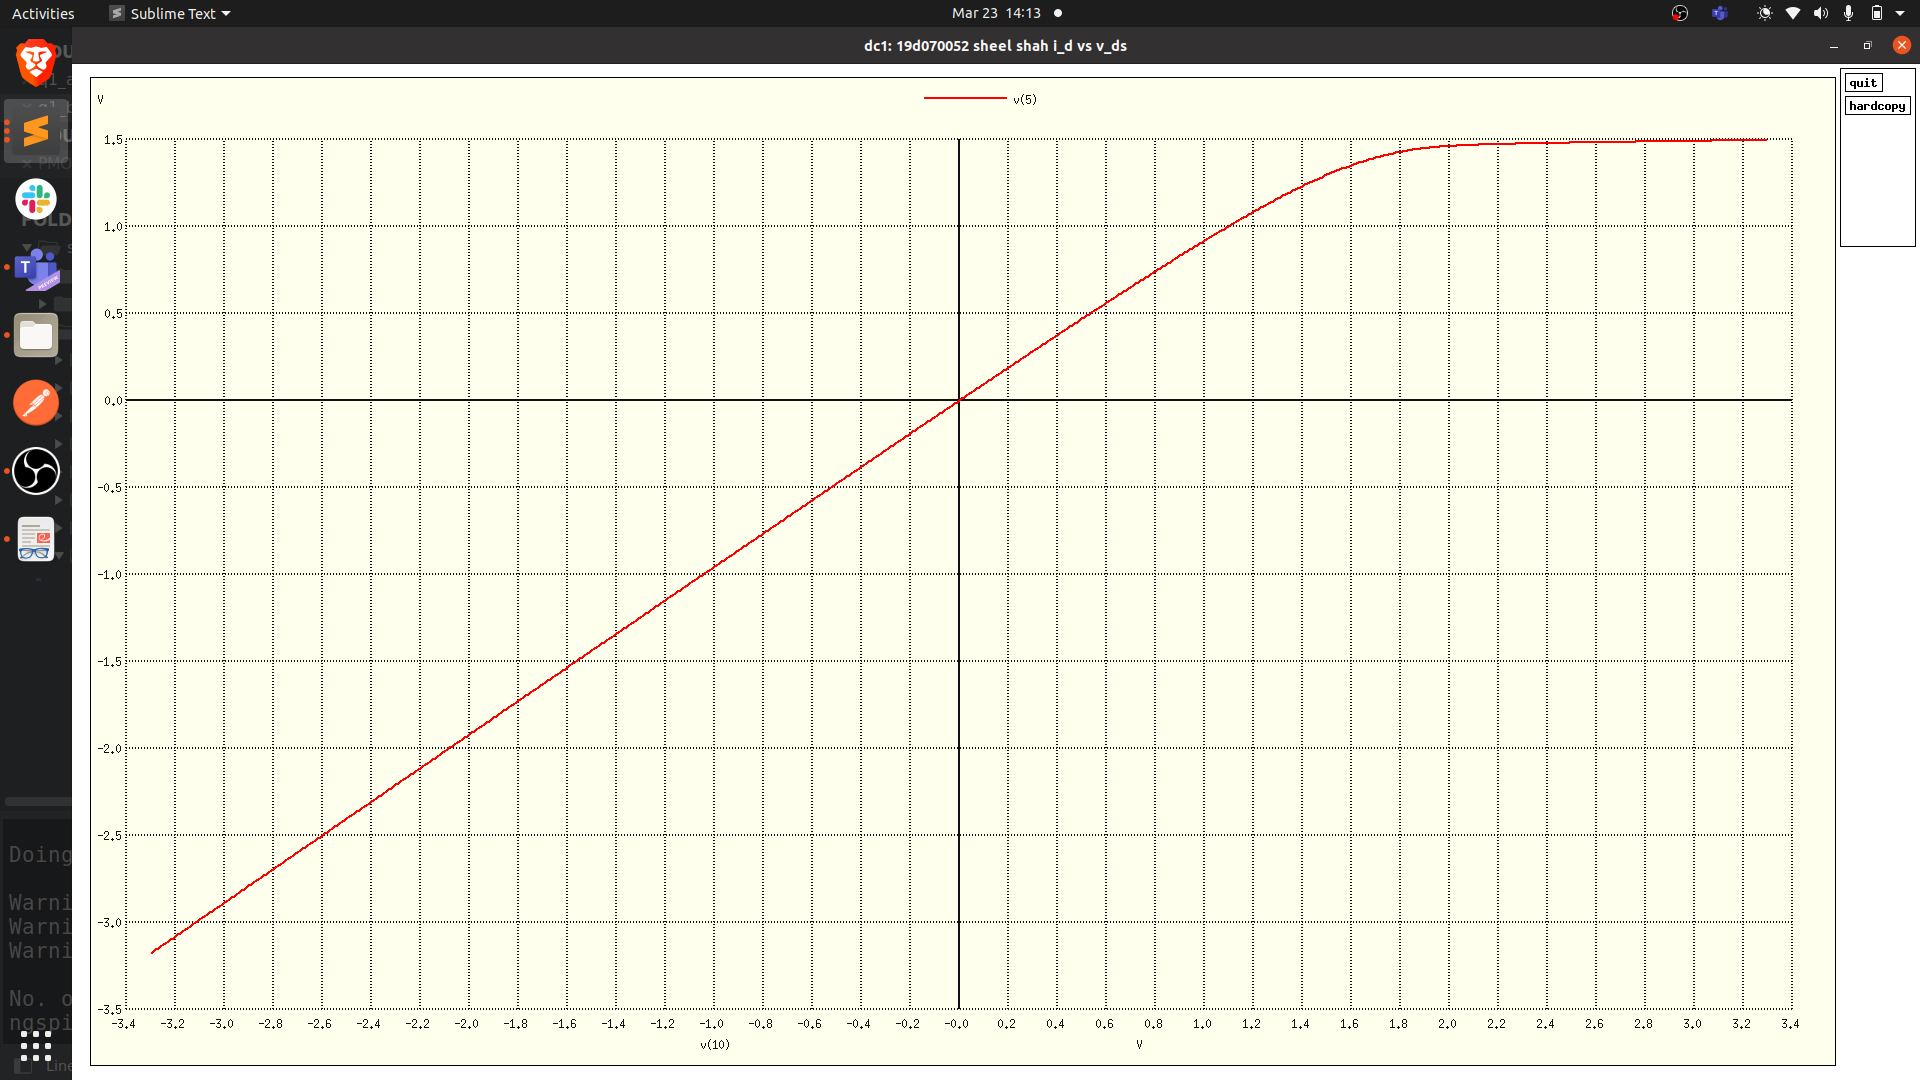 Activities
Sublime Text
Mar 23 14:13
dc1: 19d070052 sheel shah i_d vs v_ds
quit
hardcopy
V
v(5)
1.5
1.0
0.5
0.0
-0.5
-1.0
-1.5
-2.0
-2.5
-3.0
-3.5
-3.4 -3.2 -3.0 -2.8 -2.6 -2.4 -2.2 -2.0 -1.8 -1.6 -1.4 -1.2 -1.0 -0.8 -0.6 -0.4 -0.2 -0.0 0.2 0.4 0.6 0.8 1.0 1.2 1.4 1.6 1.8 2.0 2.2 2.4 2.6 2.8 3.0 3.2 3.4
v(10) V
T
Doing
Warni
Warni
Warni
No. o
ngspi
Line